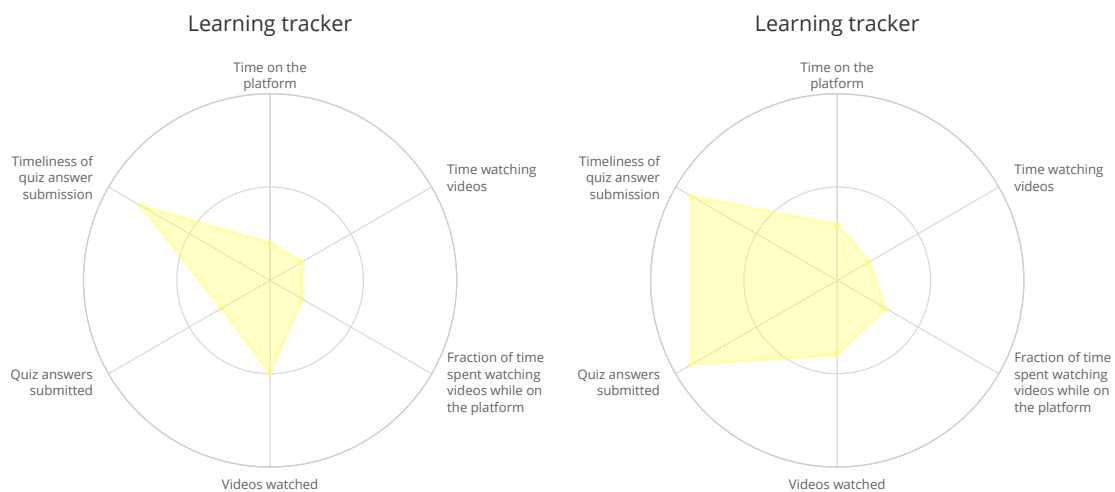 Learning tracker
Time on the
platform
Timeliness of
quiz answer
submission
Time watching
videos
Quiz answers
submitted
Fraction of time
spent watching
videos while on
the platform
Videos watched
Learning tracker
Time on the
platform
Timeliness of
quiz answer
submission
Time watching
videos
Quiz answers
submitted
Fraction of time
spent watching
videos while on
the platform
Videos watched